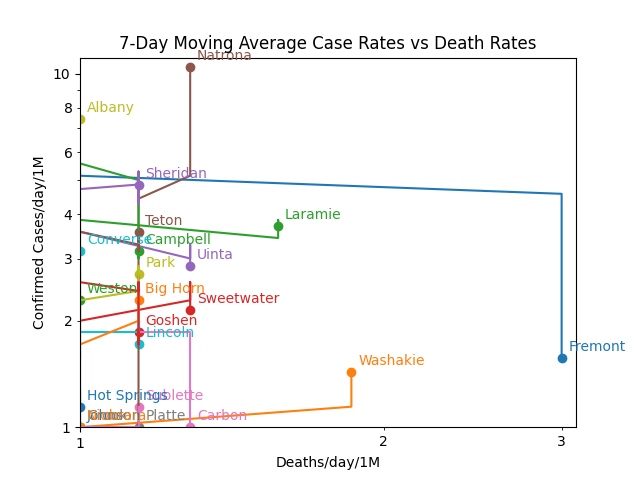 7-Day Moving Average Case Rates vs Death Rates
Natrona
10
Albany
8
6
Sheridan
4
Laramie
Teton
Converse
Campbell
Uinta
3
Park
Weston
Big Horn
Sweetwater
2
Goshen
Lincoln
Fremont
Washakie
Hot Springs
Sublette
Platte
Carbon
1
1
2
3
Deaths/day/1M
Confirmed Cases/day/1M